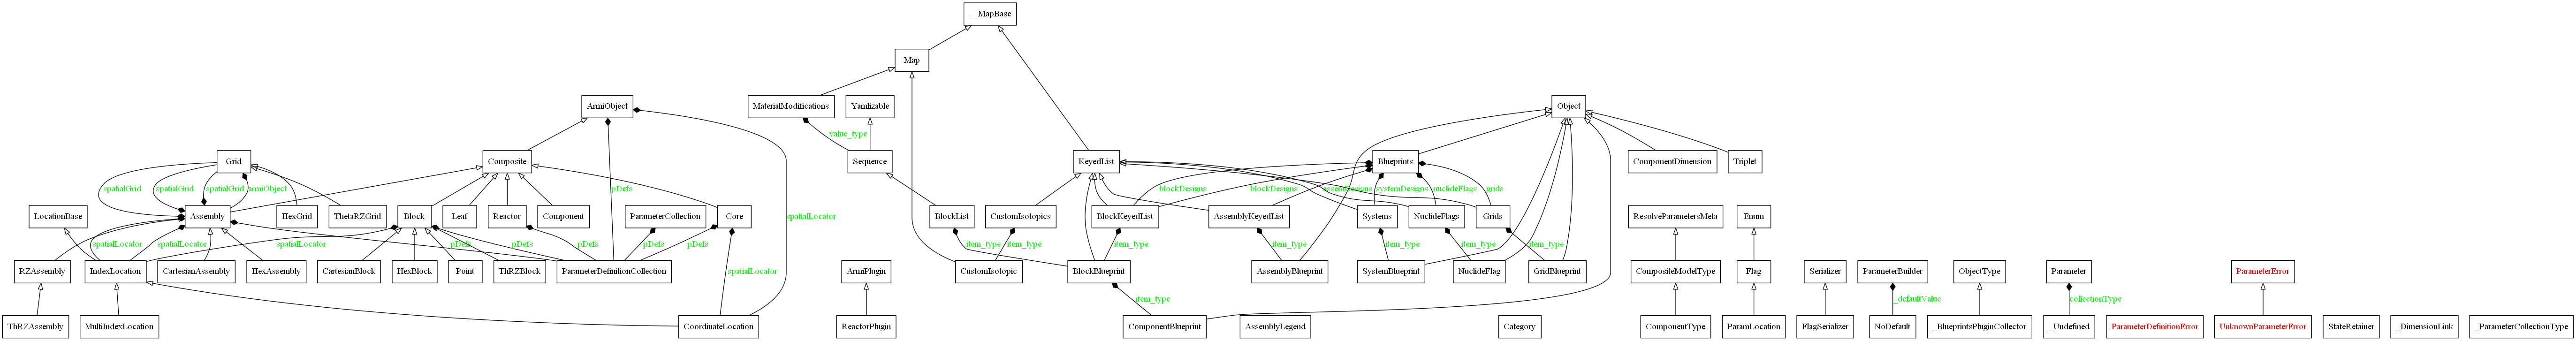 __MapBase
Map
ArmiObject
MaterialModifications
Yamlizable
Object
value_type
Grid
Composite
Sequence
KeyedList
Blueprints
ComponentDimension
Triplet
spatialGrid
spatialGrid
spatialGrid
armiObject
pDefs
blockDesigns
blockDesigns
assemDesigns
systemDesigns
nuclideFlags
grids
spatialLocator
LocationBase
Assembly
HexGrid
ThetaRZGrid
Block
Leaf
Reactor
Component
ParameterCollection
Core
BlockList
CustomIsotopics
BlockKeyedList
AssemblyKeyedList
Systems
NuclideFlags
Grids
ResolveParametersMeta
Enum
spatialLocator
spatialLocator
spatialLocator
pDefs
pDefs
pDefs
pDefs
pDefs
item_type
item_type
item_type
item_type
item_type
item_type
item_type
RZAssembly
IndexLocation
CartesianAssembly
HexAssembly
CartesianBlock
HexBlock
Point
ThRZBlock
ParameterDefinitionCollection
spatialLocator
ArmiPlugin
CustomIsotopic
BlockBlueprint
AssemblyBlueprint
SystemBlueprint
NuclideFlag
GridBlueprint
CompositeModelType
Flag
Serializer
ParameterBuilder
ObjectType
Parameter
ParameterError
item_type
_defaultValue
collectionType
ThRZAssembly
MultiIndexLocation
CoordinateLocation
ReactorPlugin
ComponentBlueprint
AssemblyLegend
Category
ComponentType
ParamLocation
FlagSerializer
NoDefault
_BlueprintsPluginCollector
_Undefined
ParameterDefinitionError
UnknownParameterError
StateRetainer
_DimensionLink
_ParameterCollectionType